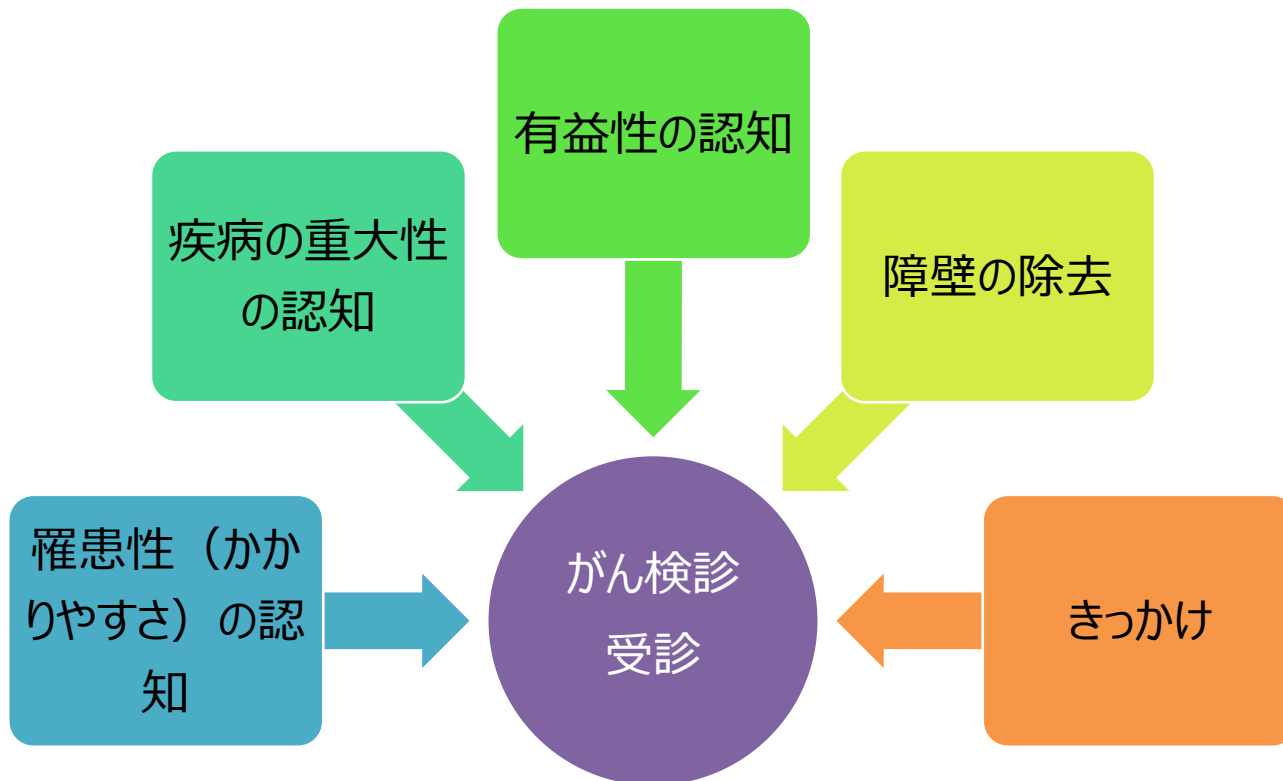 有益性の認知
疾病の重大性
の認知
障壁の除去
罹患性（かか
りやすさ）の認
知
がん検診
受診
きっかけ